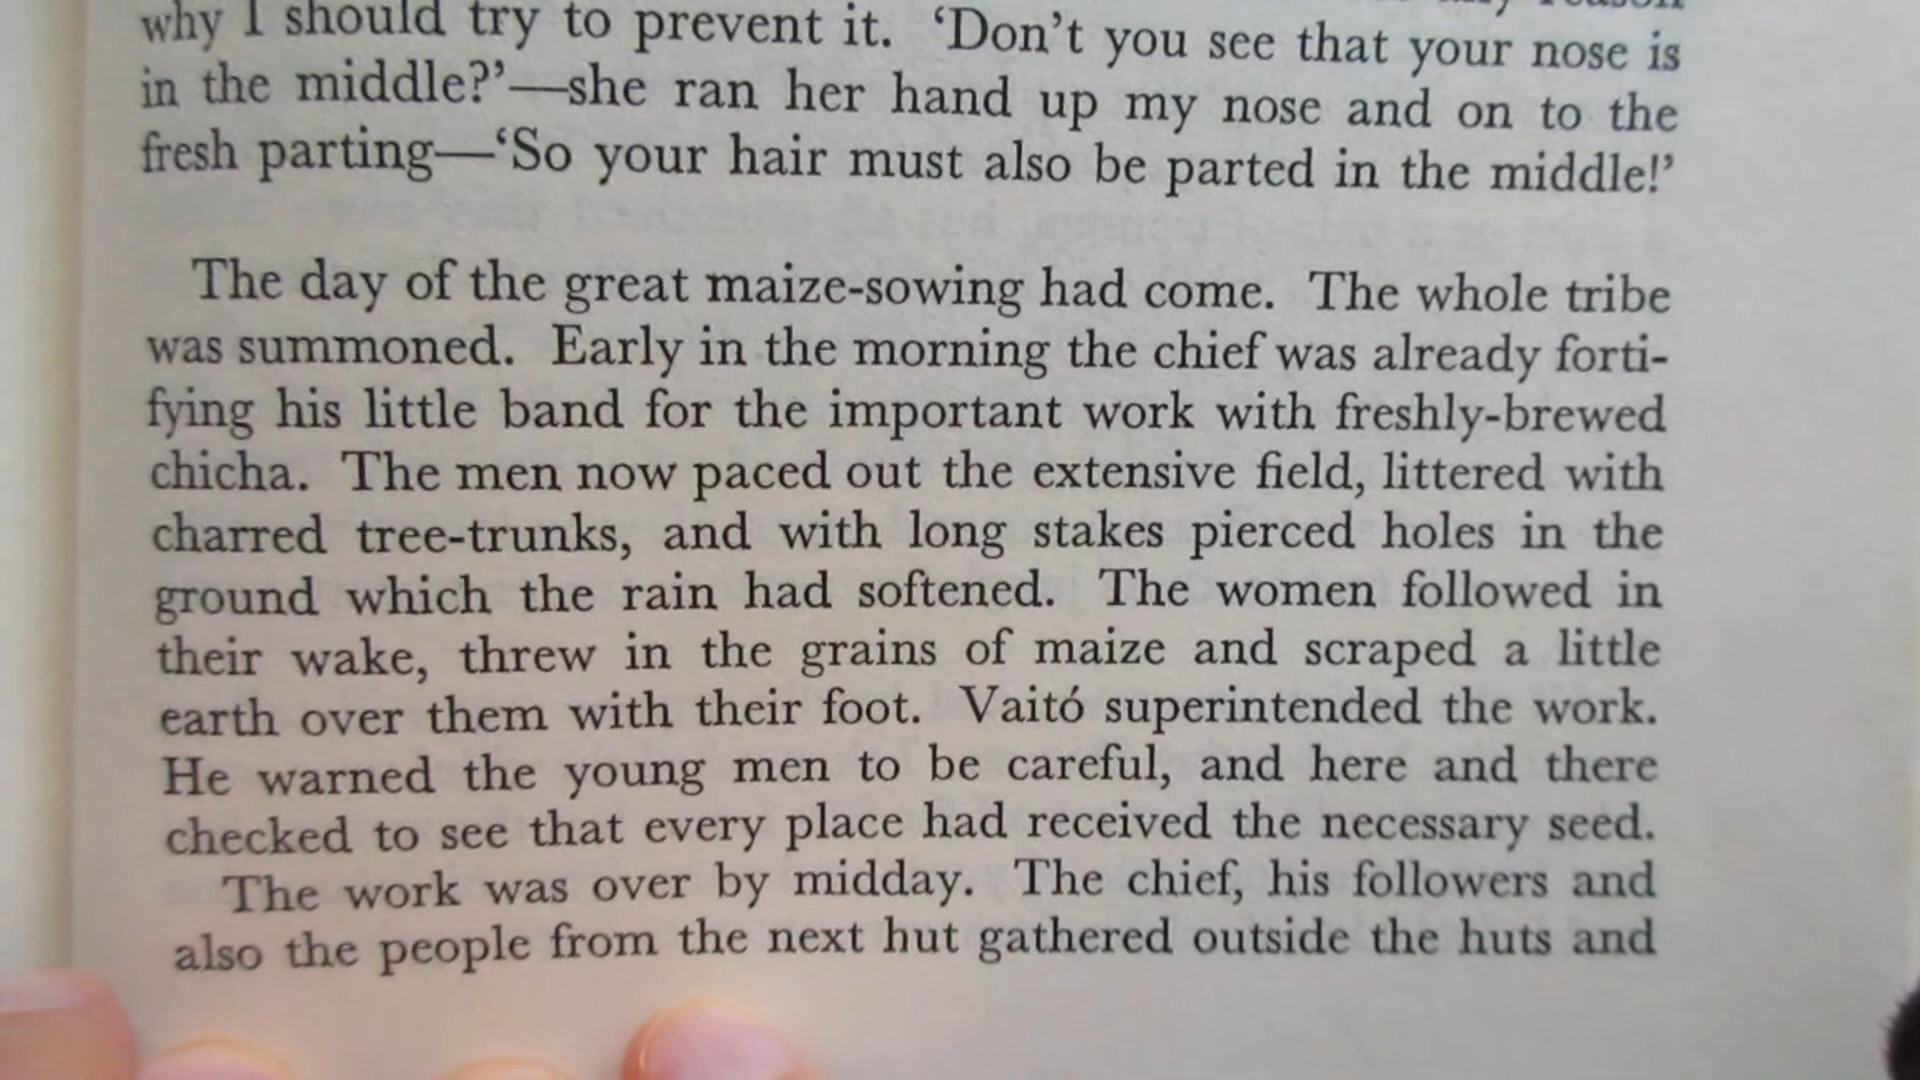 why I should try to prevent it. ‘Don’t you see that your nose is
in the middle?’—she ran her hand up my nose and on to the
fresh parting—‘So your hair must also be parted in the middle!’
The day of the great maize-sowing had come. The whole tribe
was summoned. Early in the morning the chief was already forti-
fying his little band for the important work with freshly-brewed
chicha. The men now paced out the extensive field, littered with
charred tree-trunks, and with long stakes pierced holes in the
ground which the rain had softened. The women followed in
their wake, threw in the grains of maize and scraped a little
earth over them with their foot. Vaitó superintended the work.
He warned the young men to be careful, and here and there
checked to see that every place had received the necessary seed.
The work was over by midday. The chief, his followers and
also the people from the next hut gathered outside the huts and